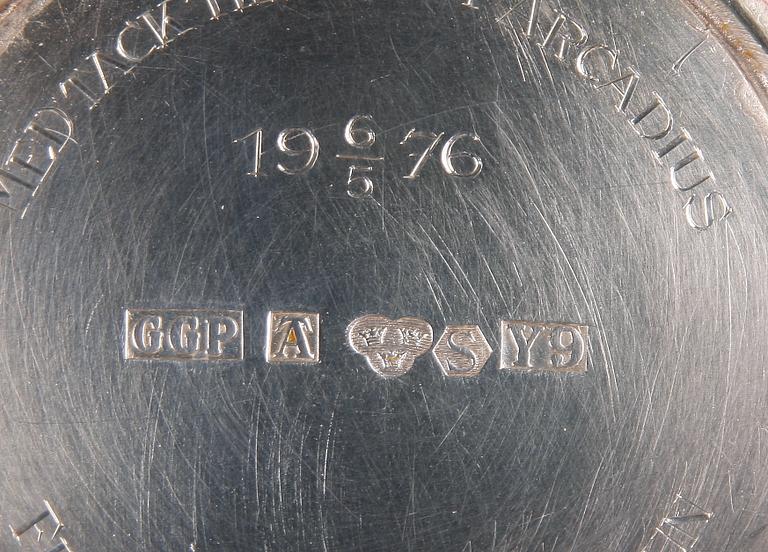 MED TACK
ARCADIUS
19 6/5 76
GGP A S Y9